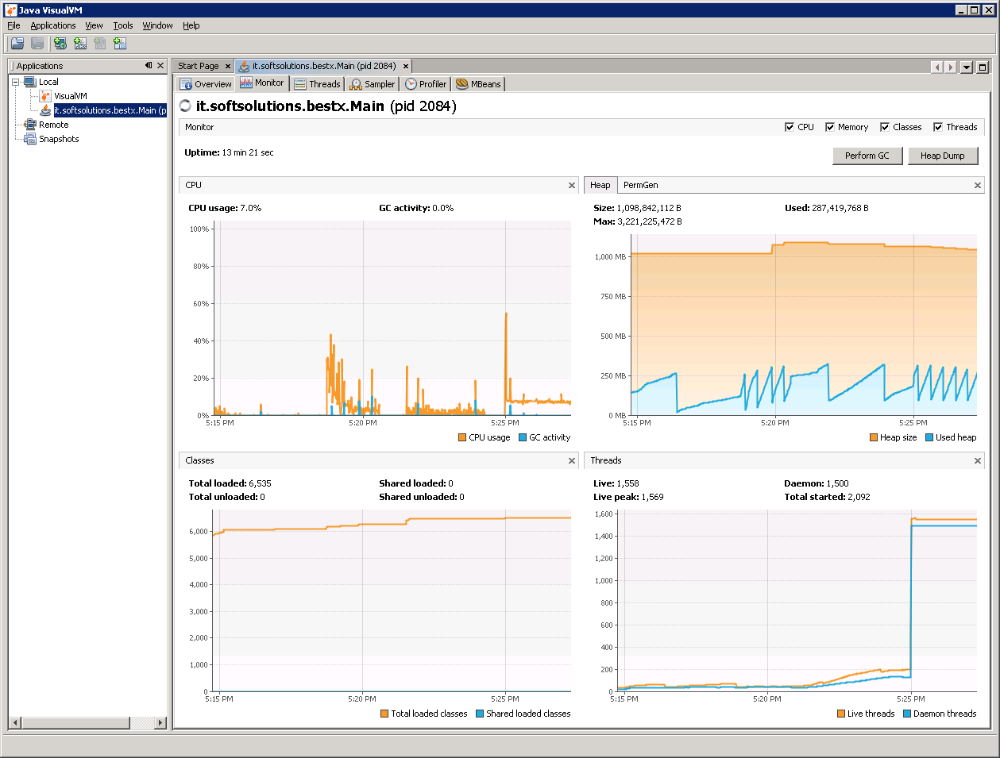 Java VisualVM
File Applications View Tools Window Help
Applications
Local
VisualVM
it.softsolutions.bestx.Main (p
Remote
Snapshots
Start Page it.softsolutions.bestx.Main (pid 2084)
Overview Monitor Threads Sampler Profiler MBeans
it.softsolutions.bestx.Main (pid 2084)
Monitor CPU Memory Classes Threads
Uptime: 13 min 21 sec
Perform GC Heap Dump
CPU
CPU usage: 7.0% GC activity: 0.0%
100%
80%
60%
40%
20%
0%
5:15 PM 5:20 PM 5:25 PM
CPU usage GC activity
Heap PermGen
Size: 1,098,842,112 B Used: 287,419,768 B
Max: 3,221,225,472 B
1,000 MB
750 MB
500 MB
250 MB
0 MB
5:15 PM 5:20 PM 5:25 PM
Heap size Used heap
Classes
Total loaded: 6,535 Shared loaded: 0
Total unloaded: 0 Shared unloaded: 0
6,000
5,000
4,000
3,000
2,000
1,000
0
5:15 PM 5:20 PM 5:25 PM
Total loaded classes Shared loaded classes
Threads
Live: 1,558 Daemon: 1,500
Live peak: 1,569 Total started: 2,092
1,600
1,400
1,200
1,000
800
600
400
200
0
5:15 PM 5:20 PM 5:25 PM
Live threads Daemon threads